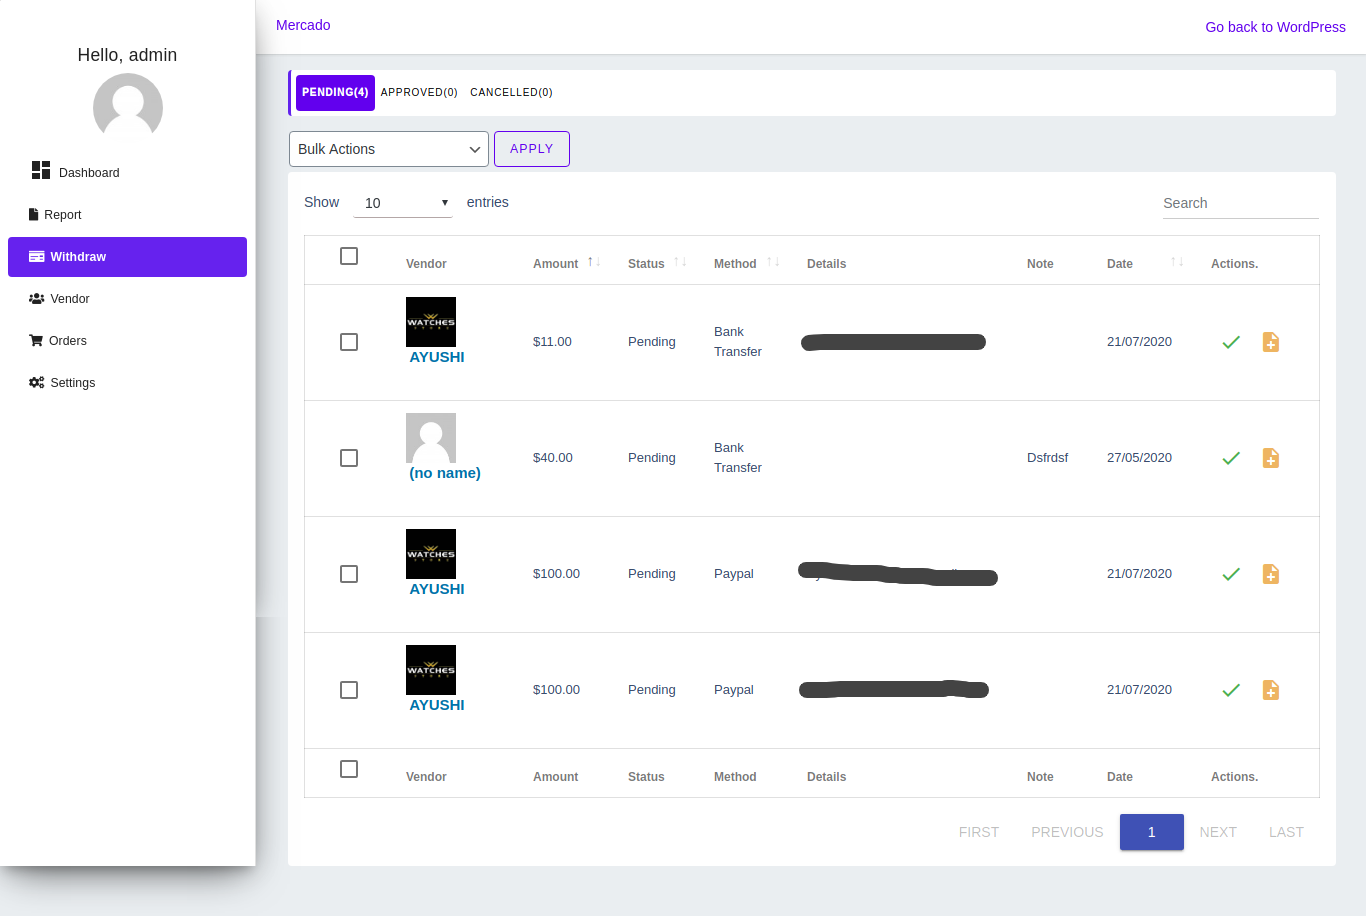 Hello, admin
Dashboard
Report
Withdraw
Vendor
Orders
Settings
Mercado
Go back to WordPress
PENDING(4) APPROVED(0) CANCELLED(0)
Bulk Actions APPLY
Show 10 entries Search
Vendor Amount Status Method Details Note Date Actions.
WATCHES
AYUSHI $11.00 Pending Bank Transfer 21/07/2020
(no name) $40.00 Pending Bank Transfer Dsfrdsf 27/05/2020
WATCHES
AYUSHI $100.00 Pending Paypal 21/07/2020
WATCHES
AYUSHI $100.00 Pending Paypal 21/07/2020
Vendor Amount Status Method Details Note Date Actions.
FIRST PREVIOUS 1 NEXT LAST